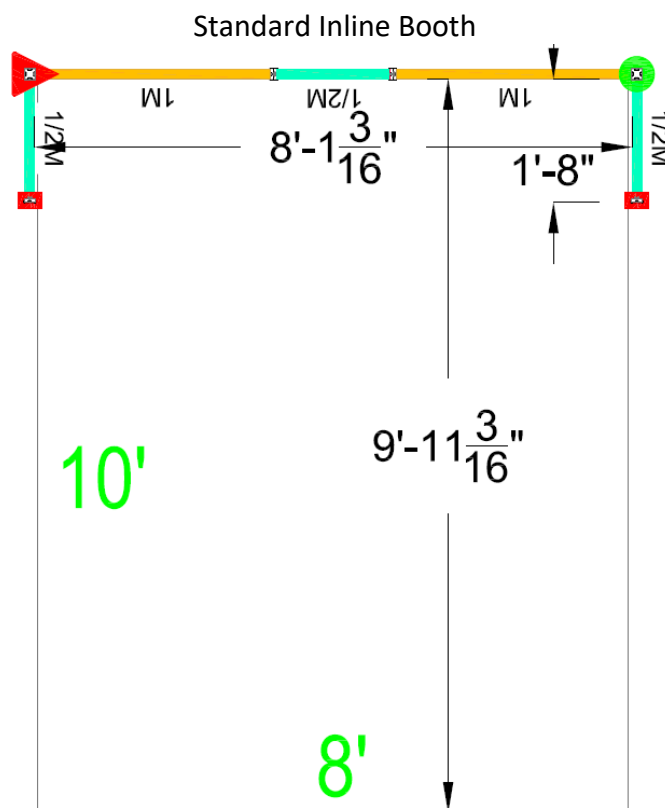 Standard Inline Booth
1M
1/2M
1M
1/2M
1/2M
8'-1 3/16"
1'-8"
9'-11 3/16"
10'
8'